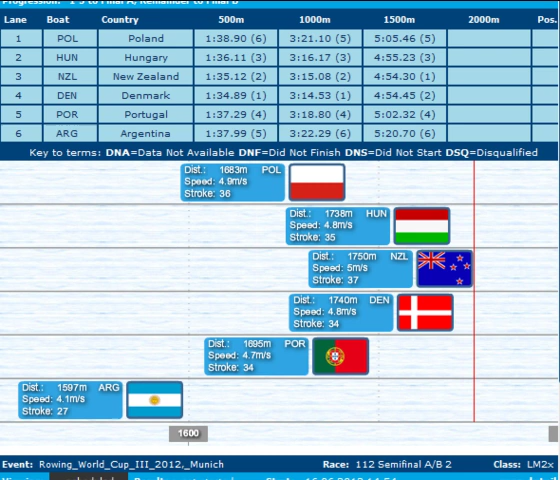 Progression: 1-3 to Final A, Remainder to Final B
Lane Boat Country 500m 1000m 1500m 2000m Pos.
1 POL Poland 1:38.90 (6) 3:21.10 (5) 5:05.46 (5)
2 HUN Hungary 1:36.11 (3) 3:16.17 (3) 4:55.23 (3)
3 NZL New Zealand 1:35.12 (2) 3:15.08 (2) 4:54.30 (1)
4 DEN Denmark 1:34.89 (1) 3:14.53 (1) 4:54.45 (2)
5 POR Portugal 1:37.29 (4) 3:18.80 (4) 5:02.32 (4)
6 ARG Argentina 1:37.99 (5) 3:22.29 (6) 5:20.70 (6)
Key to terms: DNA=Data Not Available DNF=Did Not Finish DNS=Did Not Start DSQ=Disqualified
Dist.: 1683m POL
Speed: 4.9m/s
Stroke: 36
Dist.: 1738m HUN
Speed: 4.8m/s
Stroke: 35
Dist.: 1750m NZL
Speed: 5m/s
Stroke: 37
Dist.: 1740m DEN
Speed: 4.8m/s
Stroke: 34
Dist.: 1695m POR
Speed: 4.7m/s
Stroke: 34
Dist.: 1597m ARG
Speed: 4.1m/s
Stroke: 27
1600
Event: Rowing_World_Cup_III_2012,_Munich Race: 112 Semifinal A/B 2 Class: LM2x